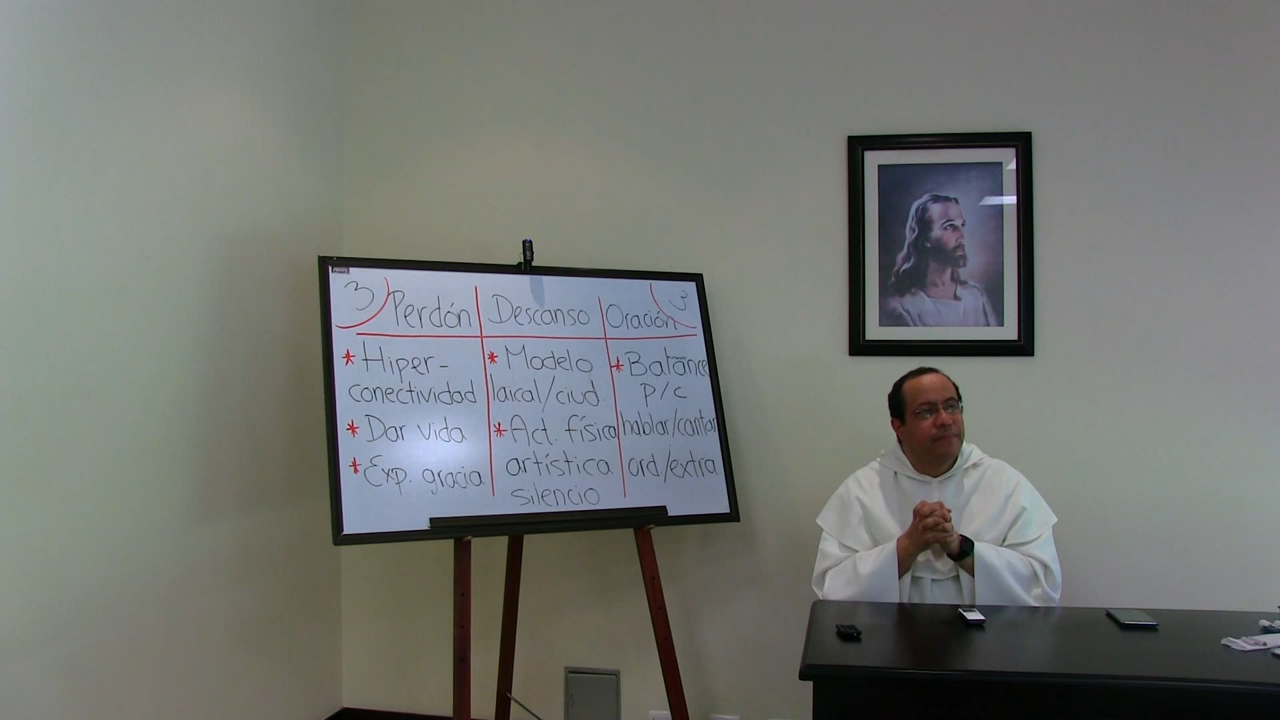 3 Perdón
Descanso
Oración
* Hiper-
conectividad
* Dar vida
* Exp. gracia
* Modelo
laical/ciud.
* Act. física
artística
silencio
* Balance
P/C
hablar/cantar
ord/extra